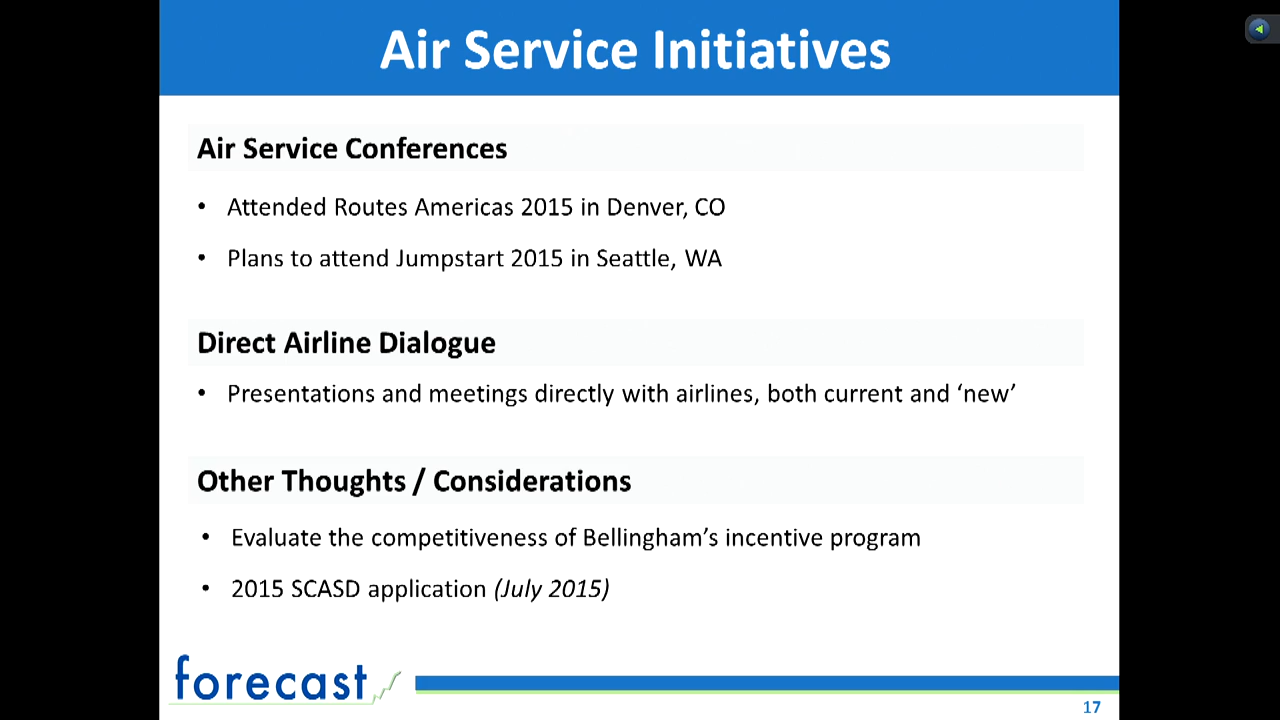 Air Service Initiatives
Air Service Conferences
• Attended Routes Americas 2015 in Denver, CO
• Plans to attend Jumpstart 2015 in Seattle, WA
Direct Airline Dialogue
• Presentations and meetings directly with airlines, both current and ‘new’
Other Thoughts / Considerations
• Evaluate the competitiveness of Bellingham’s incentive program
• 2015 SCASD application (July 2015)
forecast
17